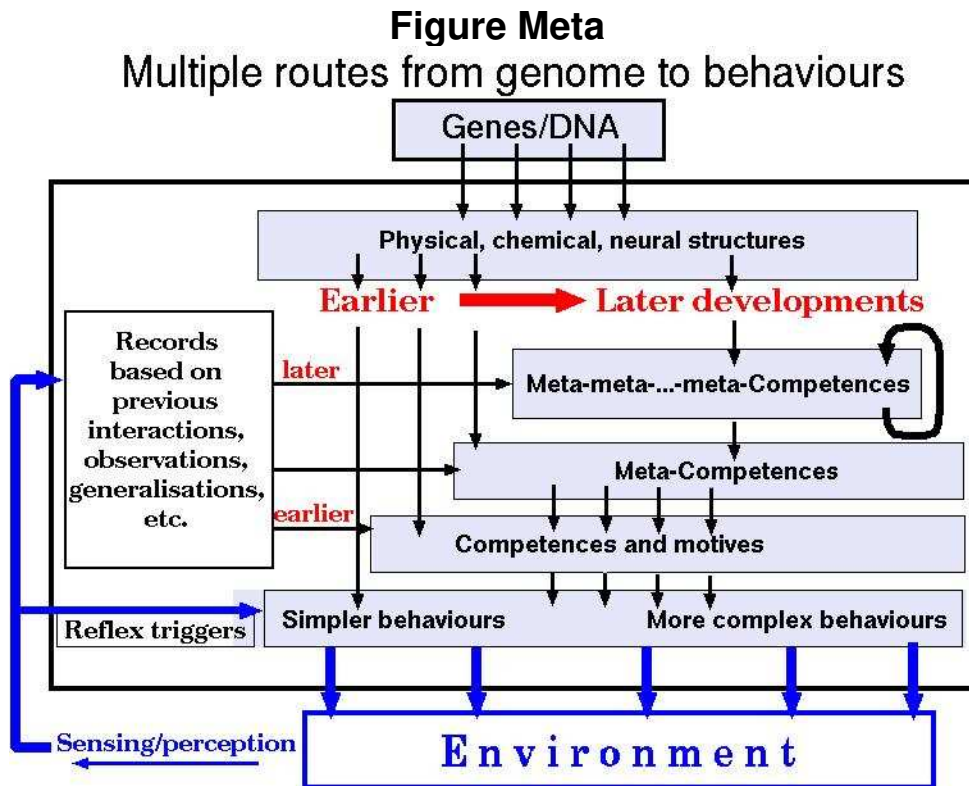 Figure Meta
Multiple routes from genome to behaviours
Genes/DNA
Physical, chemical, neural structures
Earlier
Later developments
Records
based on
previous
interactions,
observations,
generalisations,
etc.
later
Meta-meta-...-meta-Competences
Meta-Competences
earlier
Competences and motives
Reflex triggers
Simpler behaviours
More complex behaviours
Sensing/perception
Environment